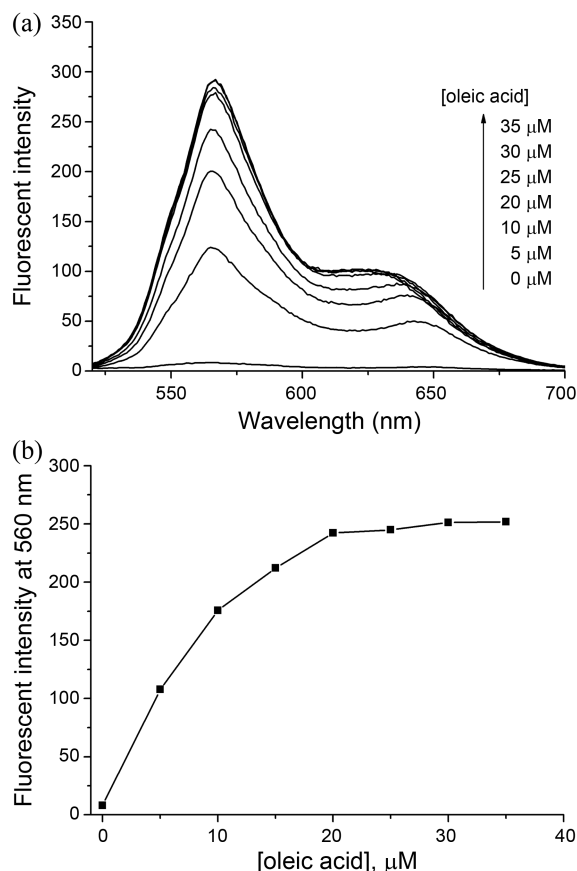 (a)
350
300
250
200
150
100
50
0
Fluorescent intensity
[oleic acid]
35 μM
30 μM
25 μM
20 μM
10 μM
5 μM
0 μM
550 600 650 700
Wavelength (nm)
(b)
300
250
200
150
100
50
0
Fluorescent intensity at 560 nm
0 10 20 30 40
[oleic acid], μM